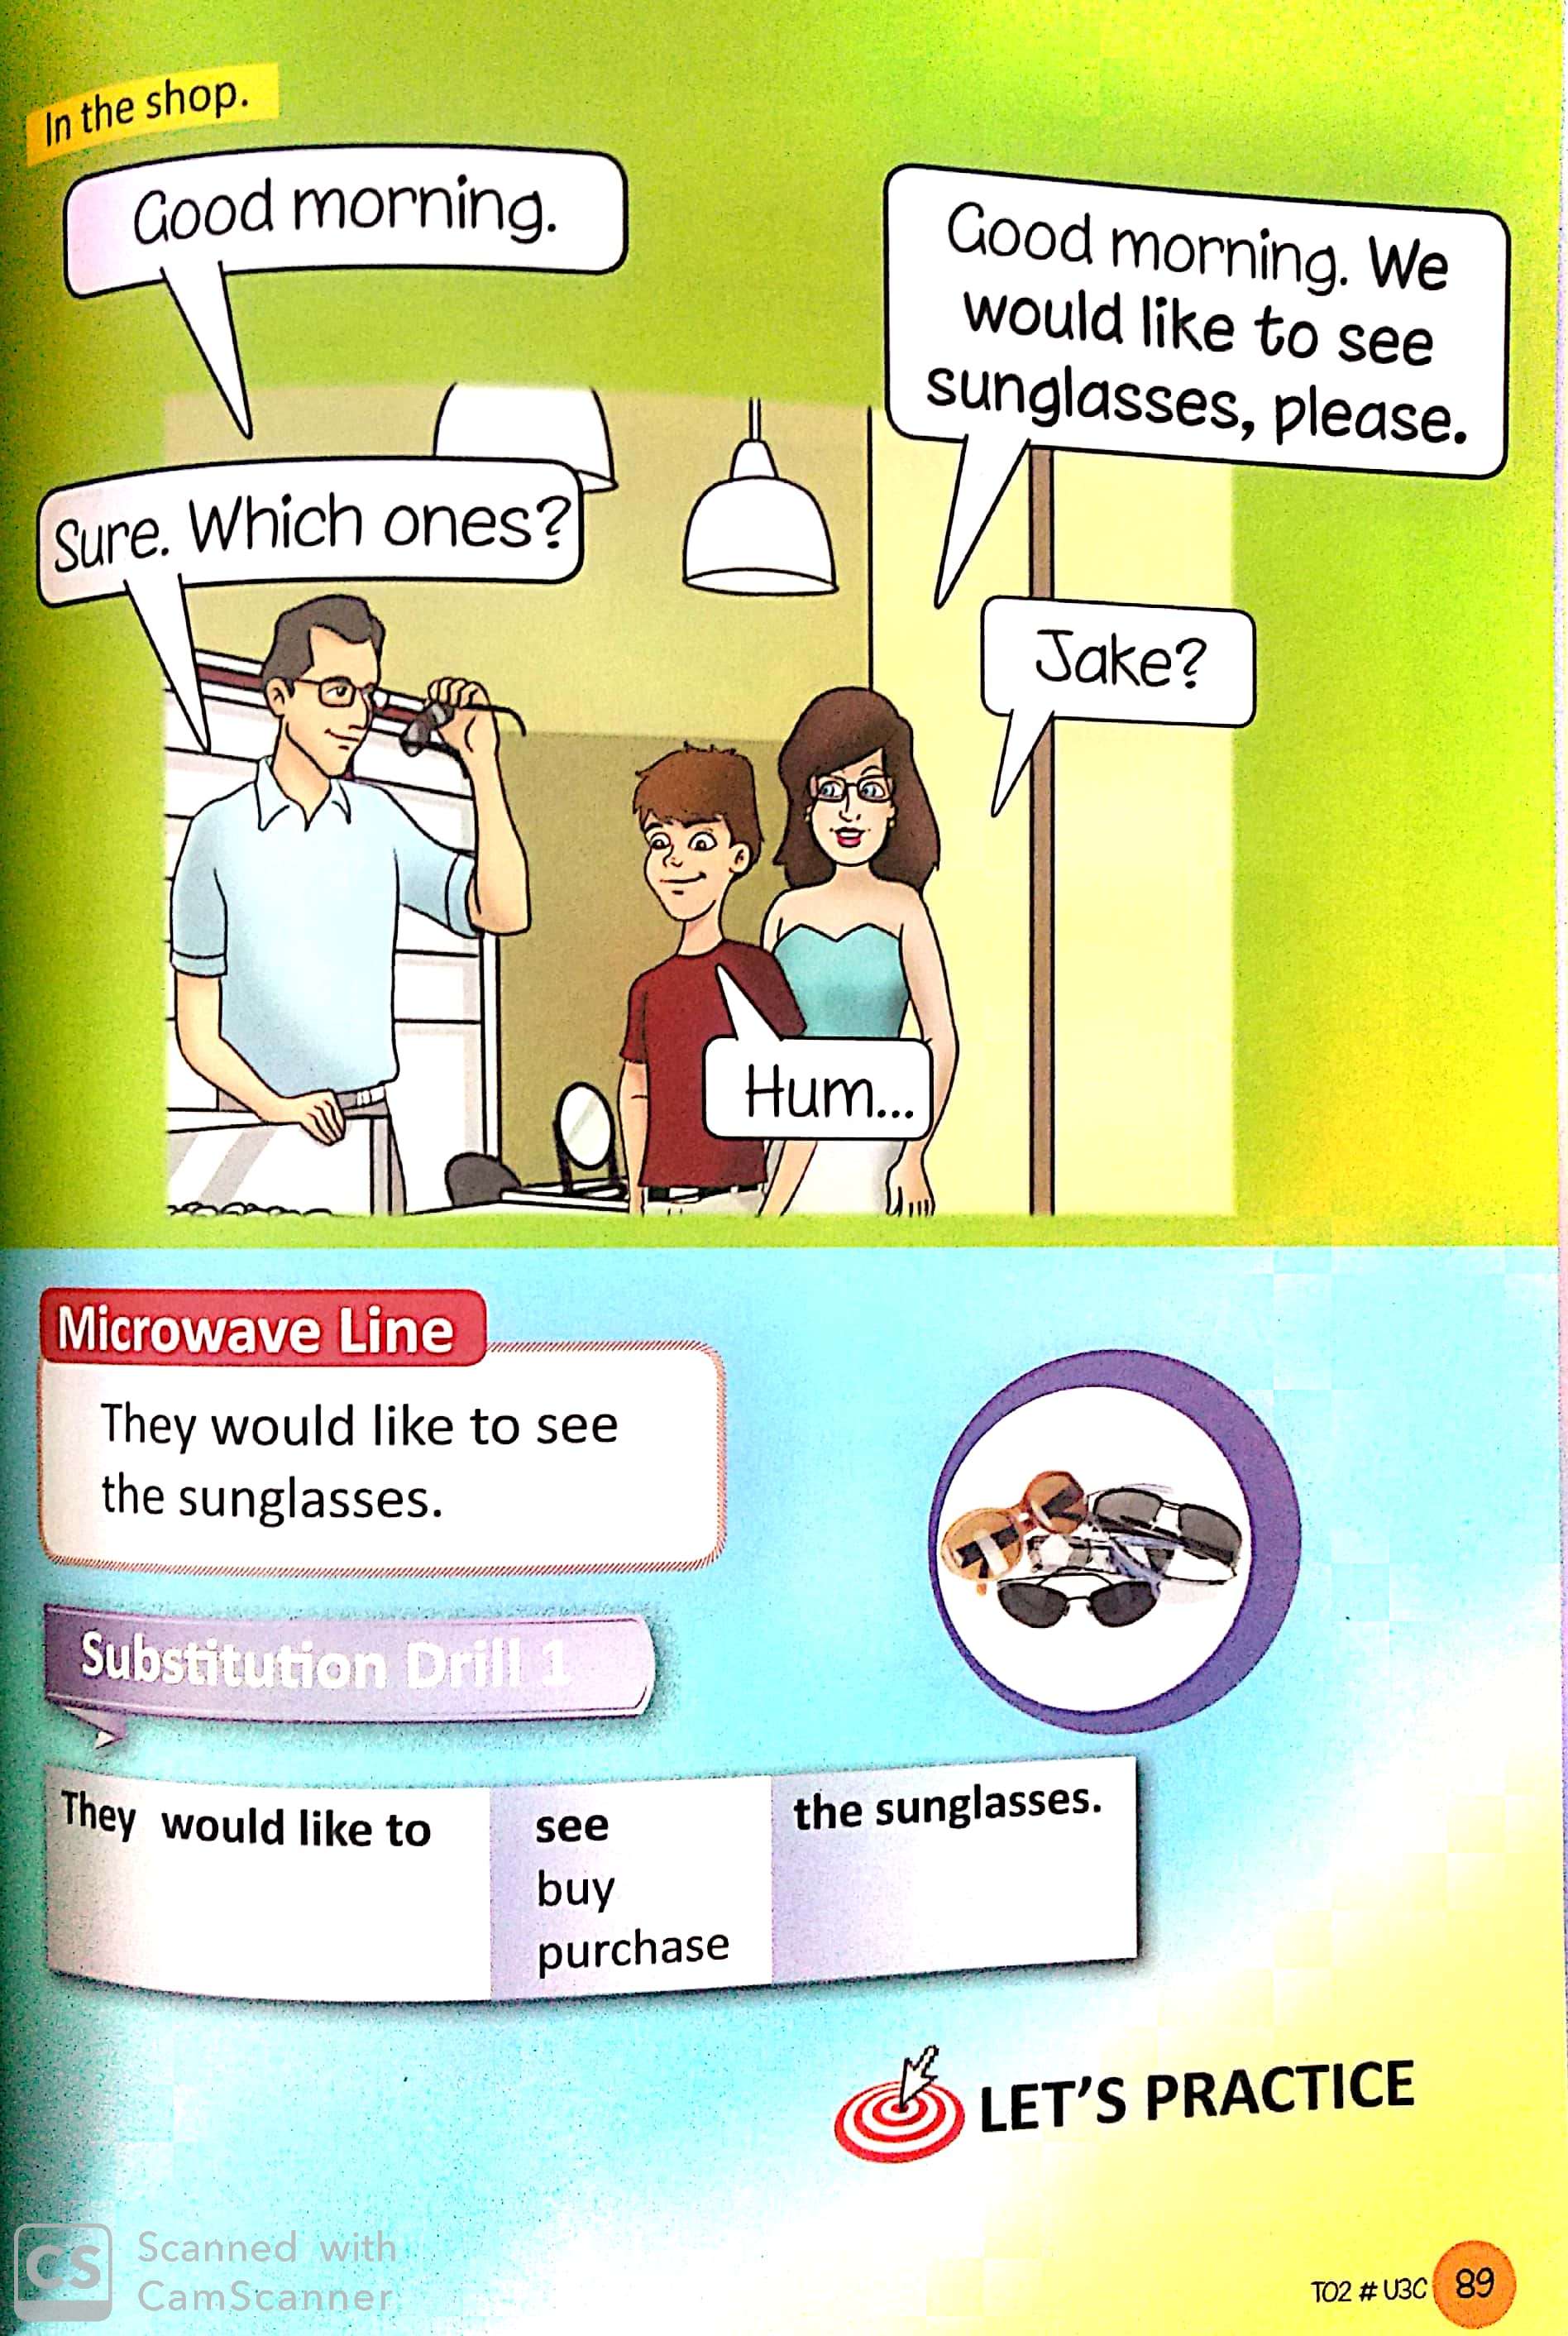 In the shop.
Good morning.
Good morning. We
would like to see
sunglasses, please.
Sure. Which ones?
Jake?
Hum...
Microwave Line
They would like to see
the sunglasses.
Substitution Drill 1
They would like to see the sunglasses.
buy
purchase
LET'S PRACTICE
CS Scanned with
CamScanner
TO2 # U3C 89